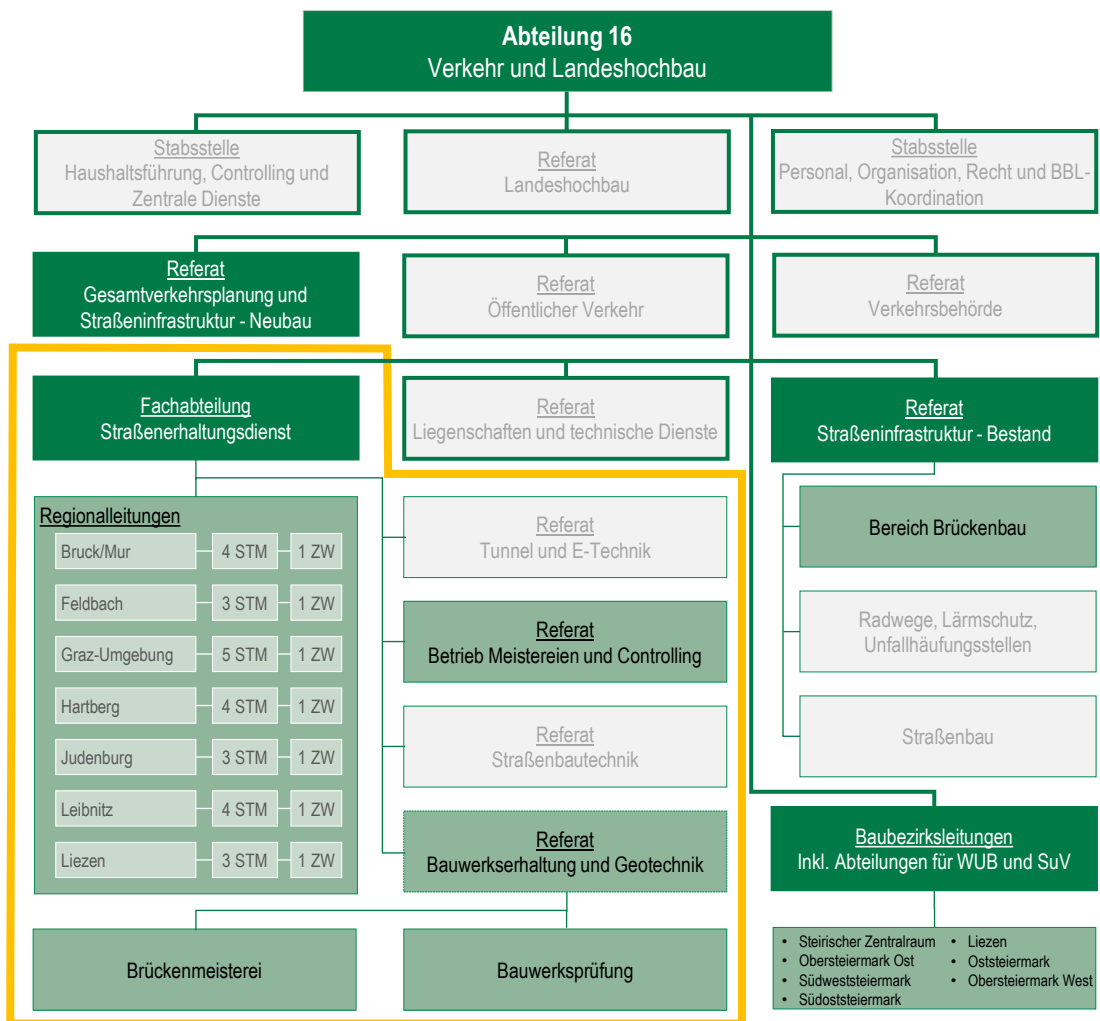 Abteilung 16
Verkehr und Landeshochbau
Stabsstelle
Haushaltsführung, Controlling und
Zentrale Dienste
Referat
Landeshochbau
Stabsstelle
Personal, Organisation, Recht und BBL-
Koordination
Referat
Gesamtverkehrsplanung und
Straßeninfrastruktur - Neubau
Referat
Öffentlicher Verkehr
Referat
Verkehrsbehörde
Fachabteilung
Straßenerhaltungsdienst
Referat
Liegenschaften und technische Dienste
Referat
Straßeninfrastruktur - Bestand
Regionalleitungen
Bruck/Mur 4 STM 1 ZW
Feldbach 3 STM 1 ZW
Graz-Umgebung 5 STM 1 ZW
Hartberg 4 STM 1 ZW
Judenburg 3 STM 1 ZW
Leibnitz 4 STM 1 ZW
Liezen 3 STM 1 ZW
Referat
Tunnel und E-Technik
Referat
Betrieb Meistereien und Controlling
Referat
Straßenbautechnik
Referat
Bauwerkserhaltung und Geotechnik
Bereich Brückenbau
Radwege, Lärmschutz,
Unfallhäufungsstellen
Straßenbau
Brückenmeisterei
Bauwerksprüfung
Baubezirksleitungen
Inkl. Abteilungen für WUB und SuV
• Steirischer Zentralraum
• Obersteiermark Ost
• Südweststeiermark
• Südoststeiermark
• Liezen
• Oststeiermark
• Obersteiermark West